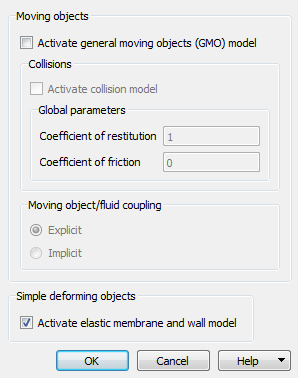 Moving objects
Activate general moving objects (GMO) model
Collisions
Activate collision model
Global parameters
Coefficient of restitution 1
Coefficient of friction 0
Moving object/fluid coupling
Explicit
Implicit
Simple deforming objects
Activate elastic membrane and wall model
OK Cancel Help